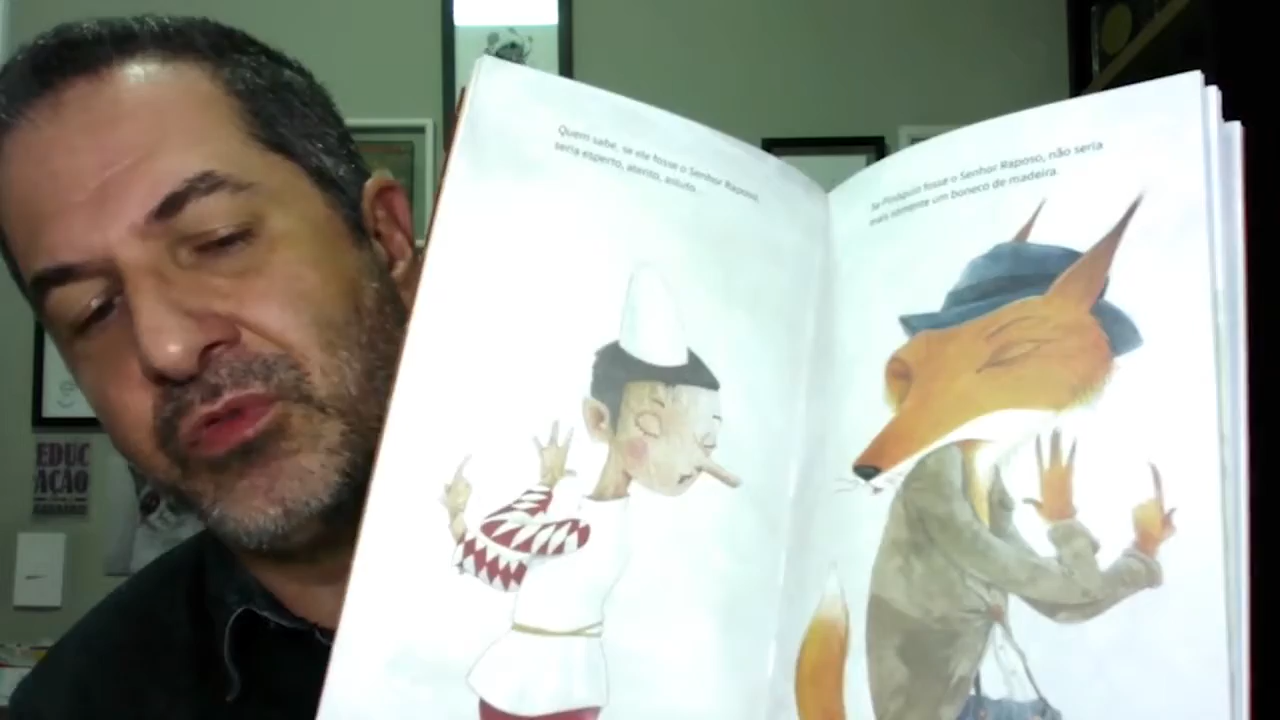 EDUC
AÇÃO
Quem sabe, se ele fosse o Senhor Raposo,
seria esperto, atento, astuto...
Se Pinóquio fosse o Senhor Raposo, não seria
mais somente um boneco de madeira.